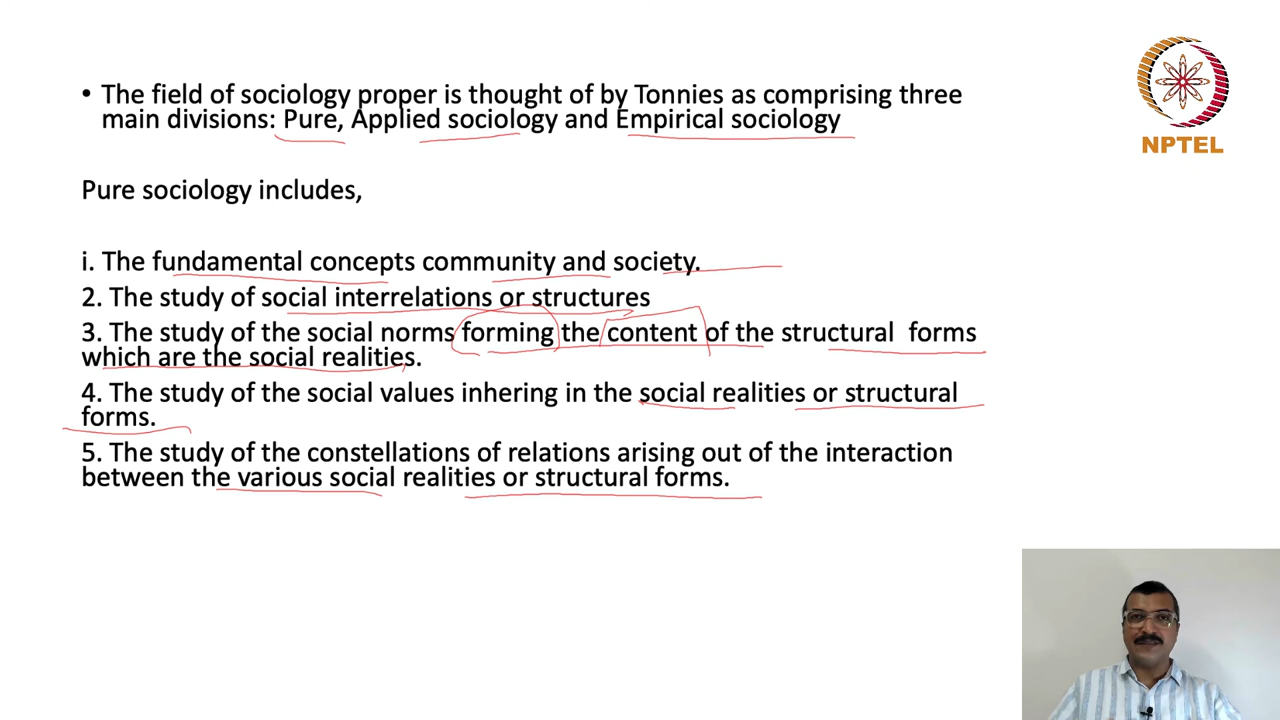 • The field of sociology proper is thought of by Tonnies as comprising three
main divisions: Pure, Applied sociology and Empirical sociology
NPTEL
Pure sociology includes,
i. The fundamental concepts community and society.
2. The study of social interrelations or structures
3. The study of the social norms forming the content of the structural forms
which are the social realities.
4. The study of the social values inhering in the social realities or structural
forms.
5. The study of the constellations of relations arising out of the interaction
between the various social realities or structural forms.